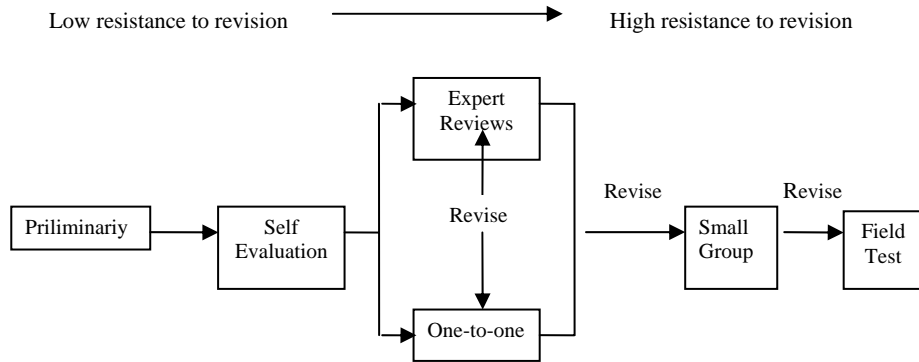 Low resistance to revision
High resistance to revision
Expert
Reviews
Priliminariy
Self
Evaluation
Revise
One-to-one
Revise
Small
Group
Revise
Field
Test